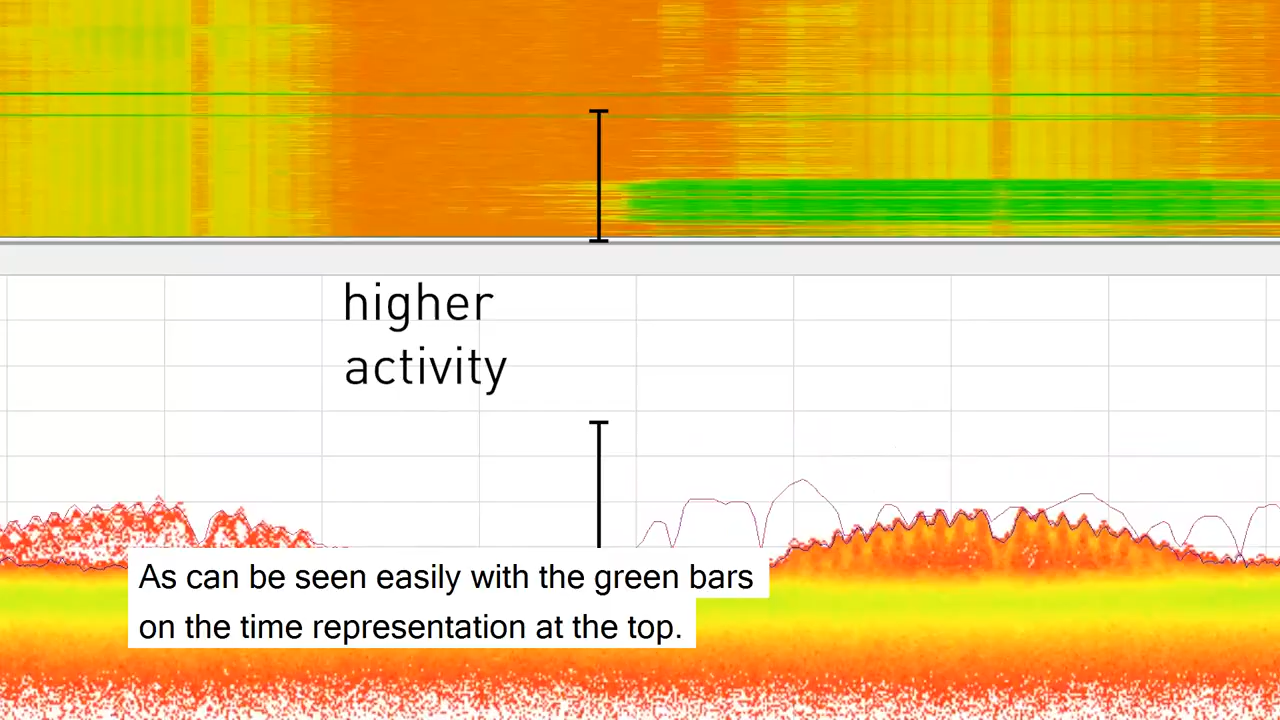 higher
activity
As can be seen easily with the green bars
on the time representation at the top.